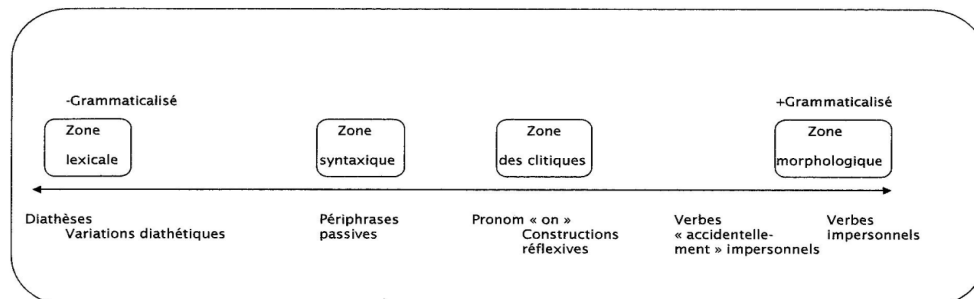 -Grammaticalisé
+Grammaticalisé
Zone
lexicale
Zone
syntaxique
Zone
des clitiques
Zone
morphologique
Diathèses
Variations diathétiques
Périphrases
passives
Pronom « on »
Constructions
réflexives
Verbes
« accidentelle-
ment » impersonnels
Verbes
impersonnels